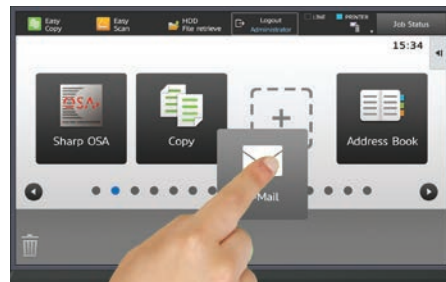 Easy Copy
Easy Scan
HDD File retrieve
Logout Administrator
LINE
PRINTER
Job Status
15:34
Sharp OSA
Copy
Address Book
Mail